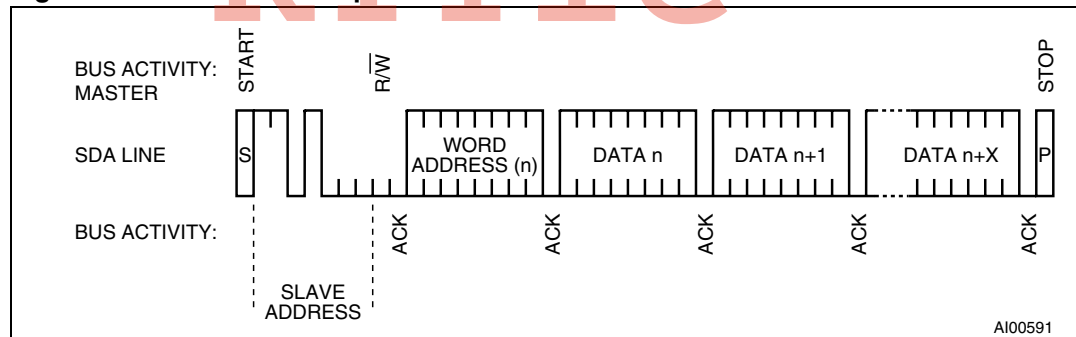 BUS ACTIVITY:
MASTER
START
R/W
STOP
SDA LINE
S
WORD
ADDRESS (n)
DATA n
DATA n+1
DATA n+X
P
BUS ACTIVITY:
ACK
ACK
ACK
ACK
ACK
SLAVE
ADDRESS
AI00591